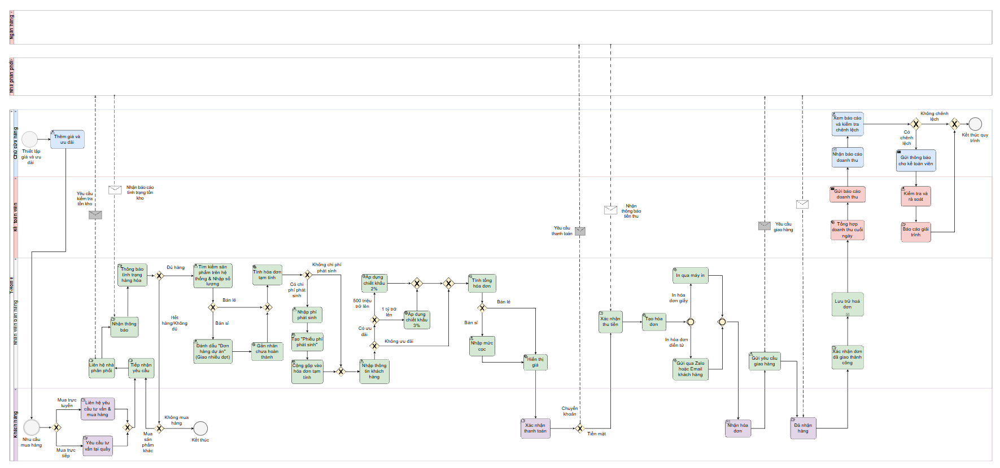 Ngân hàng
Nhà phân phối
T-Home
Chủ cửa hàng
Thiết lập
giá và ưu
đãi
Thêm giá và
ưu đãi
Xem báo cáo
và kiểm tra
chênh lệch
Không chênh
lệch
Có
chênh
lệch
Kết thúc quy
trình
Nhận báo cáo
doanh thu
Gửi thông báo
cho kế toán viên
Kế toán viên
Yêu cầu
kiểm tra
tồn kho
Nhận báo cáo
tình trạng tồn
kho
Yêu cầu
thanh toán
Nhận
thông báo
tiền thu
Yêu cầu
giao hàng
Gửi báo cáo
doanh thu
Tổng hợp
doanh thu cuối
ngày
Kiểm tra và
rà soát
Báo cáo giải
trình
Nhân viên bán hàng
Thông báo
tình trạng
hàng hóa
Đủ hàng
Hết
hàng/Không
đủ
Nhận thông
báo
Liên hệ nhà
phân phối
Tiếp nhận
yêu cầu
Tìm kiếm sản
phẩm trên hệ
thống & Nhập số
lượng
Bán lẻ
Bán sỉ
Đánh dấu "Đơn
hàng dự án"
(Giao nhiều đợt)
Gắn nhãn
chưa hoàn
thành
Tính hóa đơn
tạm tính
Không chi phí
phát sinh
Có chi
phí phát
sinh
Nhập phí
phát sinh
Tạo "Phiếu phí
phát sinh"
Cộng gộp vào
hóa đơn tạm
tính
Nhập thông
tin khách
hàng
Có ưu
đãi
Không ưu đãi
500 triệu
trở lên
1 tỷ trở
lên
Áp dụng
chiết khấu
2%
Áp dụng
chiết khấu
3%
Tính tổng
hóa đơn
Bán lẻ
Bán sỉ
Nhập mức
cọc
Hiển thị
giá
Xác nhận
thu tiền
Tạo hóa
đơn
In hóa
đơn giấy
In hóa đơn
điện tử
In qua máy in
Gửi qua Zalo
hoặc Email
khách hàng
Gửi yêu cầu
giao hàng
Lưu trữ hoá
đơn
Xác nhận đơn
đã giao thành
công
Khách hàng
Nhu cầu
mua hàng
Mua trực
tuyến
Mua trực
tiếp
Liên hệ yêu
cầu tư vấn &
mua hàng
Yêu cầu tư
vấn tại quầy
Mua
sản
phẩm
khác
Không mua
hàng
Kết thúc
Xác nhận
thanh toán
Chuyển
khoản
Tiền mặt
Nhận hóa
đơn
Đã nhận
hàng